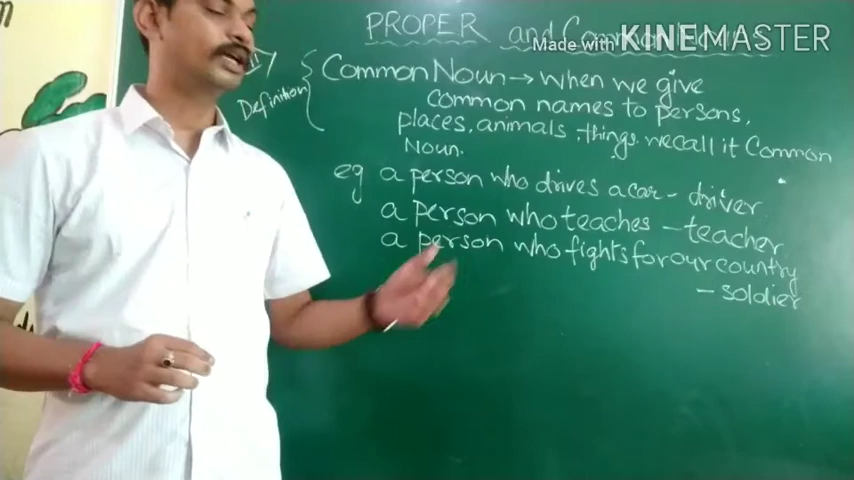 PROPER and Common Nouns
Made with KINEMASTER
Definition { Common Noun → when we give
common names to persons,
places, animals, things. we call it Common
Noun.
eg a person who drives a car - driver
a person who teaches - teacher
a person who fights for our country
- soldier